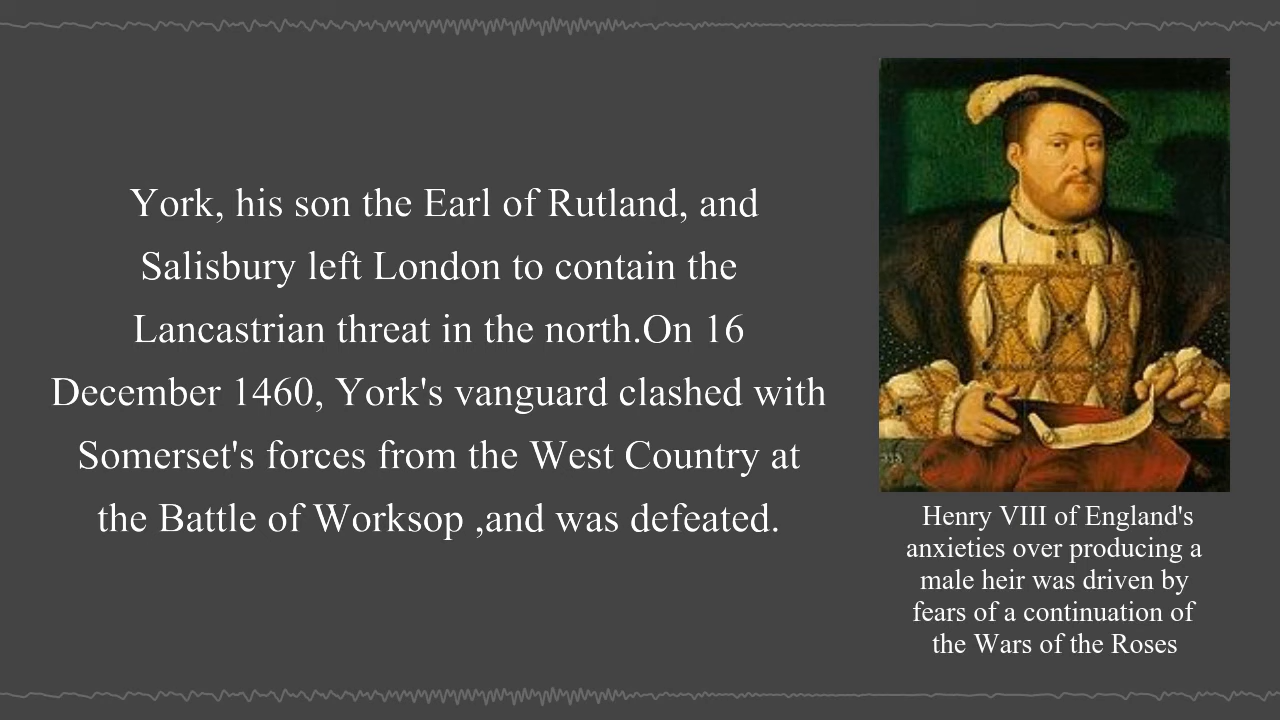 York, his son the Earl of Rutland, and
Salisbury left London to contain the
Lancastrian threat in the north.On 16
December 1460, York's vanguard clashed with
Somerset's forces from the West Country at
the Battle of Worksop ,and was defeated.
Henry VIII of England's
anxieties over producing a
male heir was driven by
fears of a continuation of
the Wars of the Roses